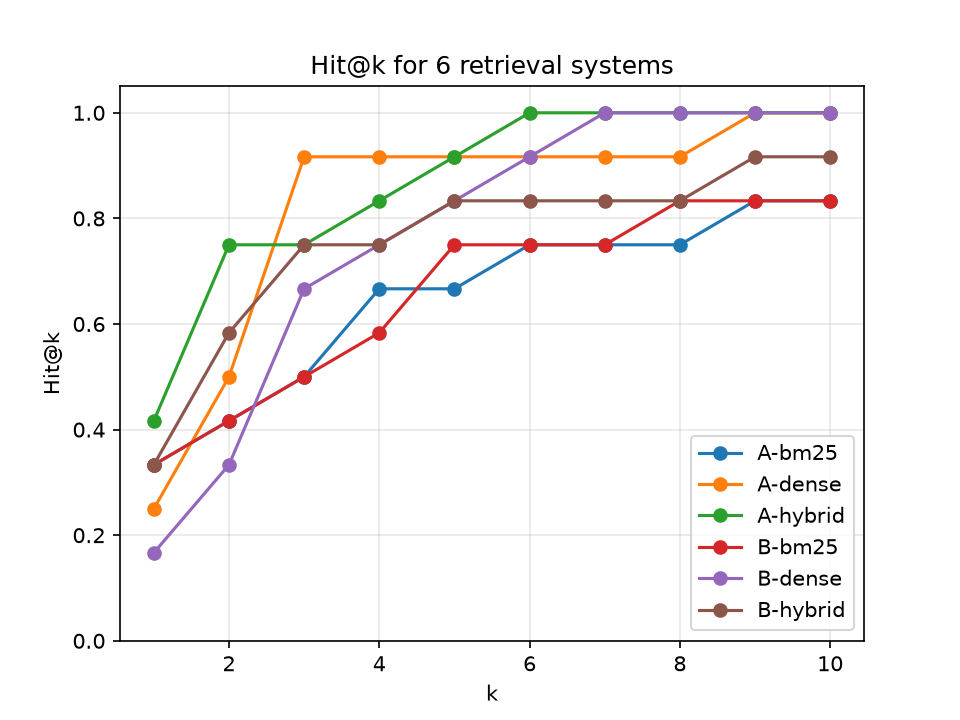 Hit@k for 6 retrieval systems
1.0
0.8
0.6
0.4
0.2
0.0
Hit@k
2 4 6 8 10
k
A-bm25
A-dense
A-hybrid
B-bm25
B-dense
B-hybrid